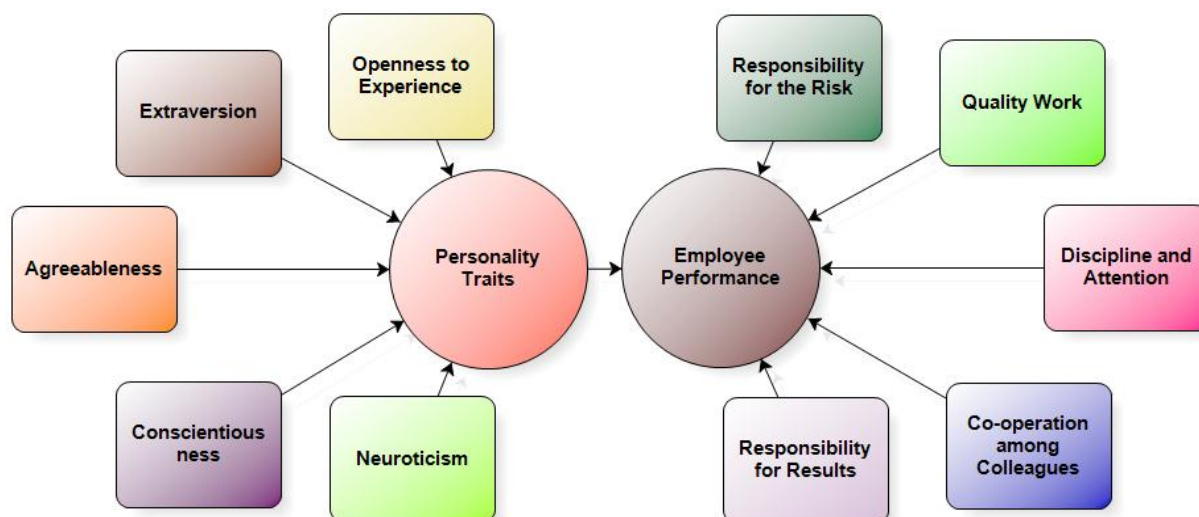 Openness to
Experience
Responsibility
for the Risk
Extraversion
Quality Work
Agreeableness
Personality
Traits
Employee
Performance
Discipline and
Attention
Conscientious
ness
Neuroticism
Responsibility
for Results
Co-operation
among
Colleagues